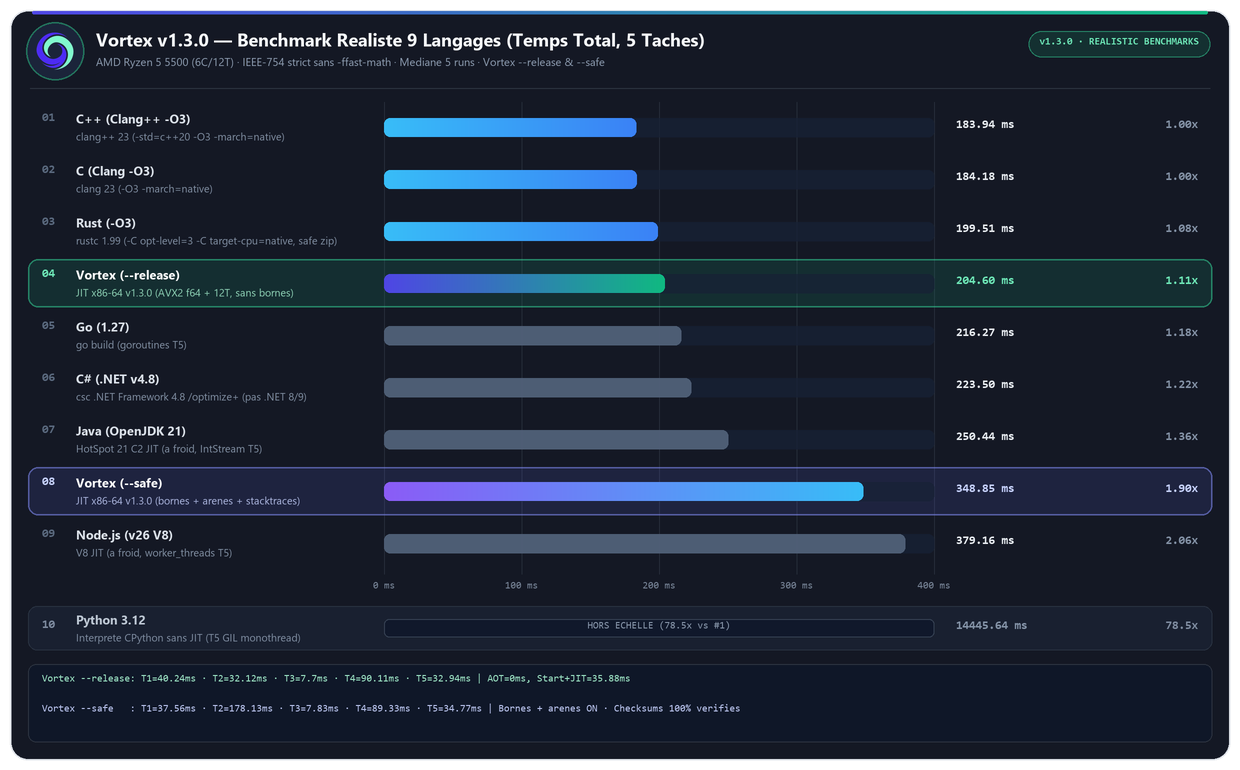 Vortex v1.3.0 — Benchmark Realiste 9 Langages (Temps Total, 5 Taches)
AMD Ryzen 5 5500 (6C/12T) · IEEE-754 strict sans -ffast-math · Mediane 5 runs · Vortex --release & --safe
v1.3.0 · REALISTIC BENCHMARKS
01 C++ (Clang++ -O3) 183.94 ms 1.00x
clang++ 23 (-std=c++20 -O3 -march=native)
02 C (Clang -O3) 184.18 ms 1.00x
clang 23 (-O3 -march=native)
03 Rust (-O3) 199.51 ms 1.08x
rustc 1.99 (-C opt-level=3 -C target-cpu=native, safe zip)
04 Vortex (--release) 204.60 ms 1.11x
JIT x86-64 v1.3.0 (AVX2 f64 + 12T, sans bornes)
05 Go (1.27) 216.27 ms 1.18x
go build (goroutines T5)
06 C# (.NET v4.8) 223.50 ms 1.22x
csc .NET Framework 4.8 /optimize+ (pas .NET 8/9)
07 Java (OpenJDK 21) 250.44 ms 1.36x
HotSpot 21 C2 JIT (a froid, IntStream T5)
08 Vortex (--safe) 348.85 ms 1.90x
JIT x86-64 v1.3.0 (bornes + arenes + stacktraces)
09 Node.js (v26 V8) 379.16 ms 2.06x
V8 JIT (a froid, worker_threads T5)
0 ms 100 ms 200 ms 300 ms 400 ms
10 Python 3.12 HORS ECHELLE (78.5x vs #1) 14445.64 ms 78.5x
Interprete CPython sans JIT (T5 GIL monothread)
Vortex --release: T1=40.24ms · T2=32.12ms · T3=7.7ms · T4=90.11ms · T5=32.94ms | AOT=0ms, Start+JIT=35.88ms
Vortex --safe : T1=37.56ms · T2=178.13ms · T3=7.83ms · T4=89.33ms · T5=34.77ms | Bornes + arenes ON · Checksums 100% verifies